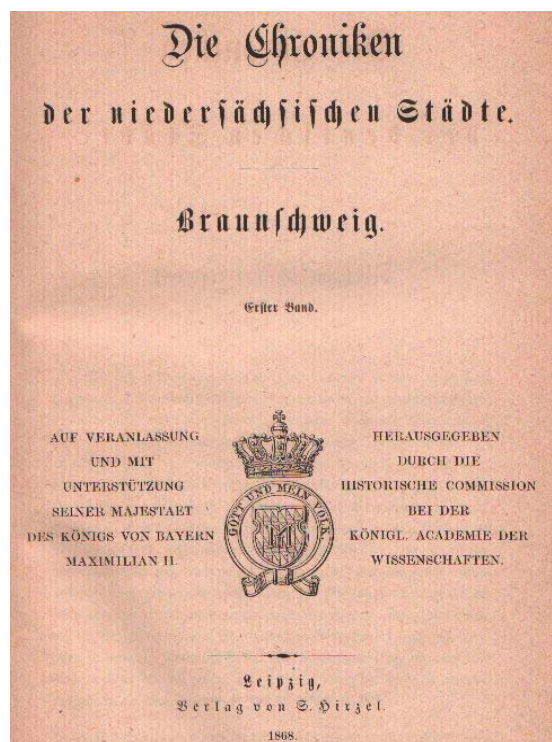 Die Chroniken
der niedersächsischen Städte.
Braunschweig.
Erster Band.
AUF VERANLASSUNG
UND MIT
UNTERSTÜTZUNG
SEINER MAJESTAET
DES KÖNIGS VON BAYERN
MAXIMILIAN II.
GOTT UND MEIN VOLK
HERAUSGEGEBEN
DURCH DIE
HISTORISCHE COMMISSION
BEI DER
KÖNIGL. ACADEMIE DER
WISSENSCHAFTEN.
Leipzig,
Verlag von S. Hirzel.
1868.